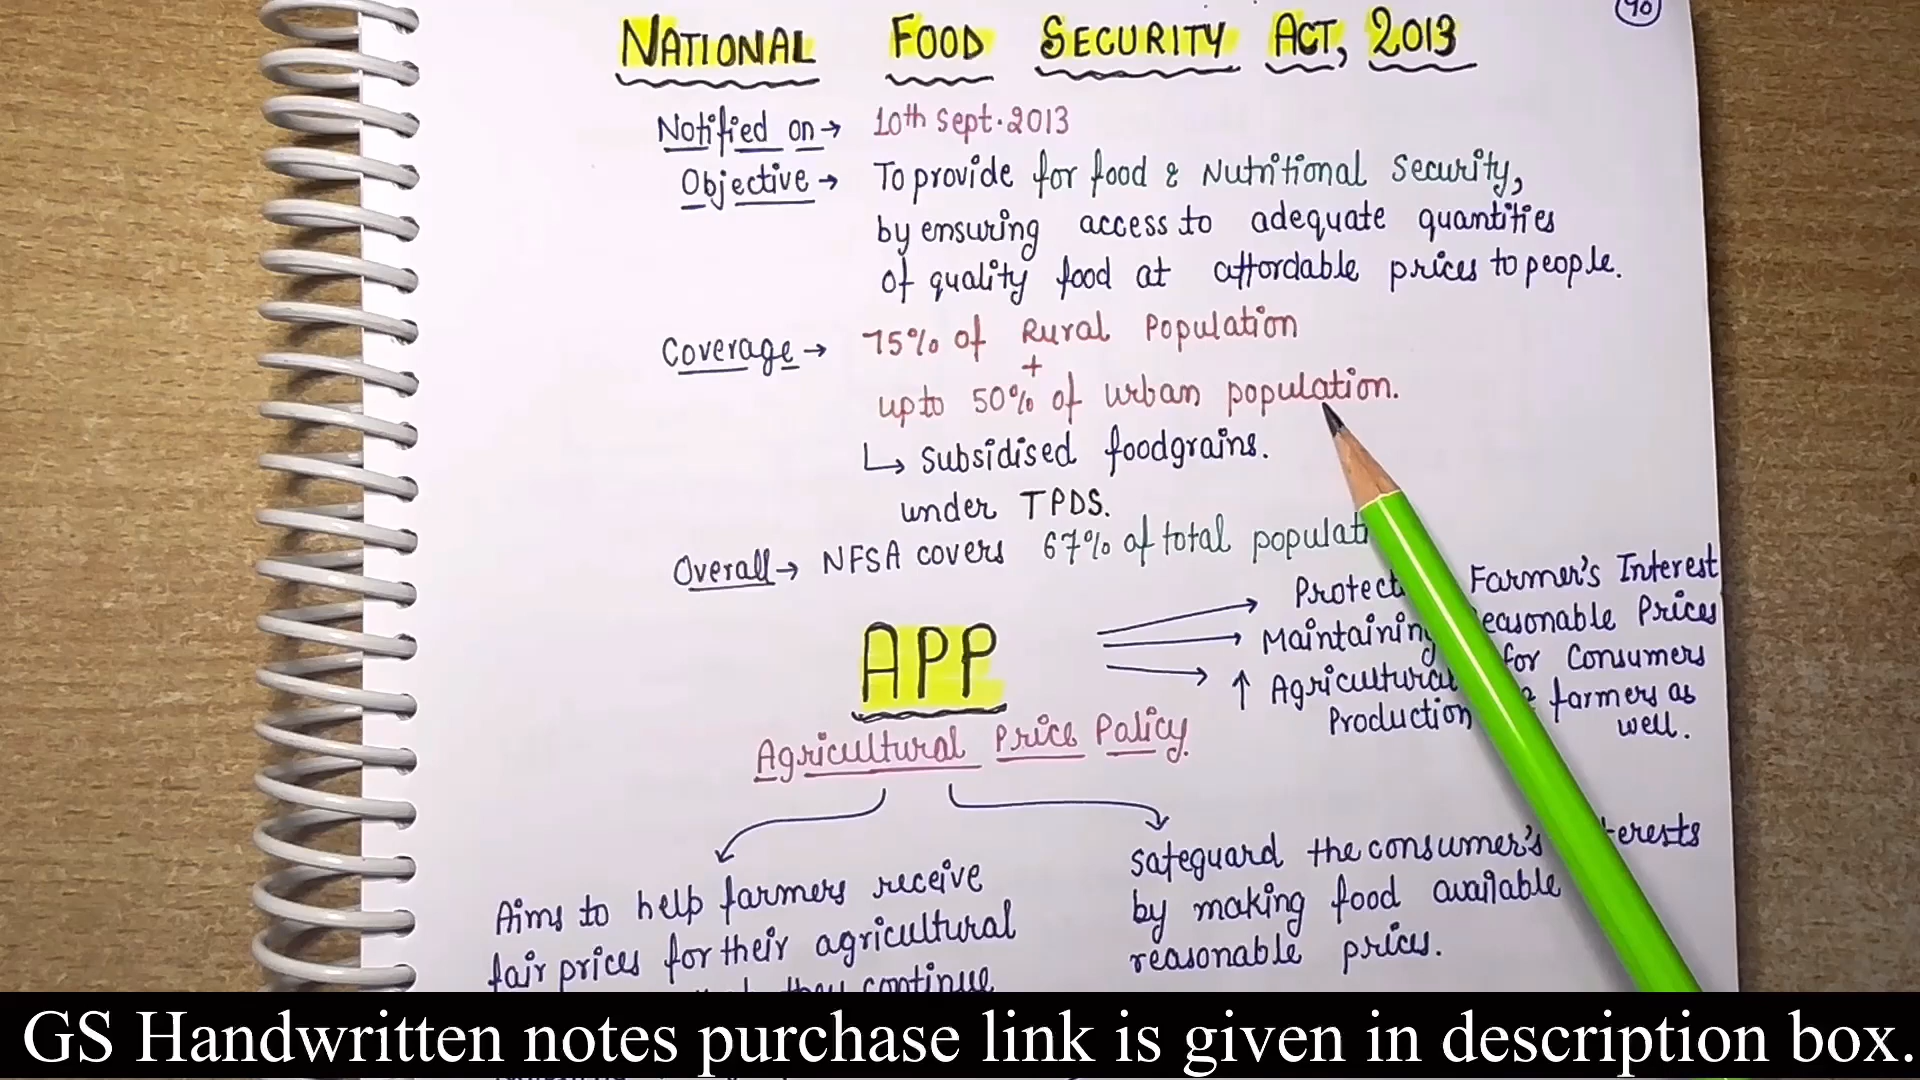 90
NATIONAL FOOD SECURITY ACT, 2013
Notified on → 10th Sept. 2013
Objective → To provide for food & Nutritional Security,
by ensuring access to adequate quantities
of quality food at affordable prices to people.
Coverage → 75% of Rural Population
+
upto 50% of urban population.
↳ Subsidised foodgrains.
under TPDS.
Overall → NFSA covers 67% of total populati
APP
Agricultural Price Policy
Protect Farmer's Interest
Maintaining easonable Prices
for Consumers
↑ Agricultural farmers as
Production well.
Aims to help farmers receive
fair prices for their agricultural
they continue
Safeguard the consumer's terests
by making food available
reasonable prices.
GS Handwritten notes purchase link is given in description box.